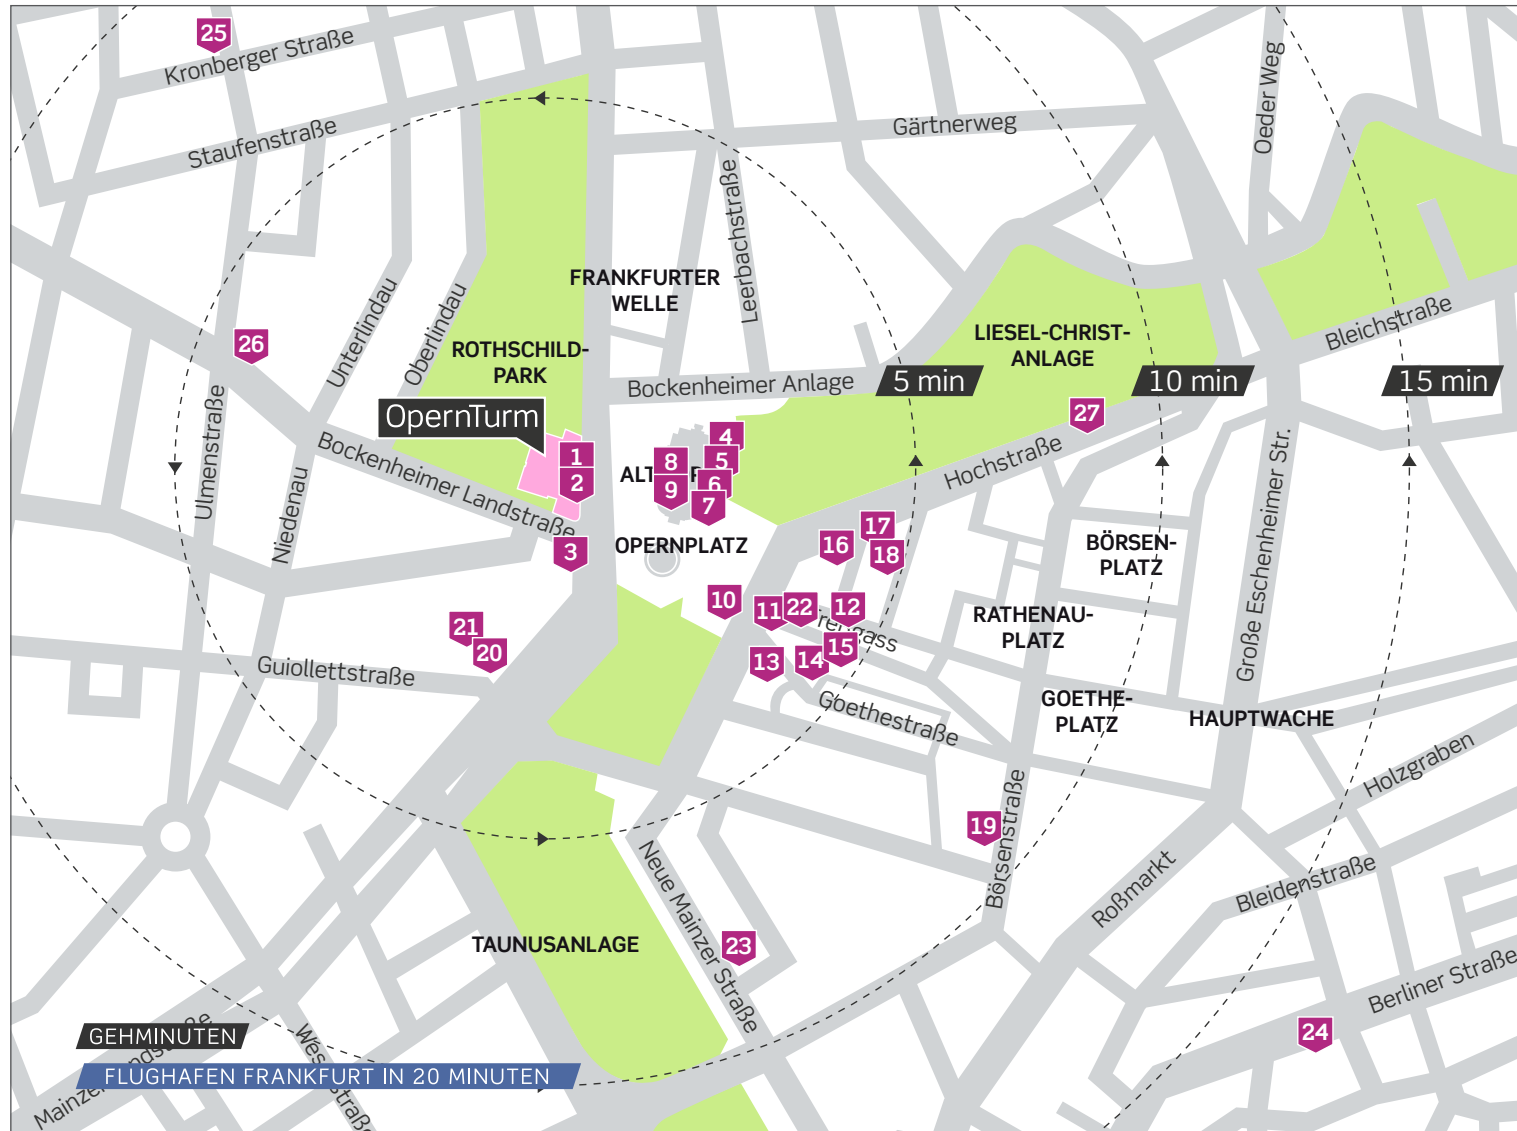 25
Kronberger Straße
Staufenstraße
Gärtnerweg
Oeder Weg
Leerbachstraße
FRANKFURTER
WELLE
Unterlindau
Oberlindau
26
ROTHSCHILD-
PARK
LIESEL-CHRIST-
ANLAGE
Bleichstraße
Bockenheimer Anlage
5 min
10 min
15 min
OpernTurm
27
Ulmenstraße
Niedenau
Bockenheimer Landstraße
1
2
3
4
5
6
7
8
9
Hochstraße
Große Eschenheimer Str.
OPERNPLATZ
16
17
18
BÖRSEN-
PLATZ
10
11
22
12
RATHENAU-
PLATZ
21
20
13
14
15
Guiollettstraße
Goethestraße
GOETHE-
PLATZ
HAUPTWACHE
Holzgraben
19
Börsenstraße
Roßmarkt
Bleidenstraße
Neue Mainzer Straße
TAUNUSANLAGE
23
Berliner Straße
24
GEHMINUTEN
FLUGHAFEN FRANKFURT IN 20 MINUTEN